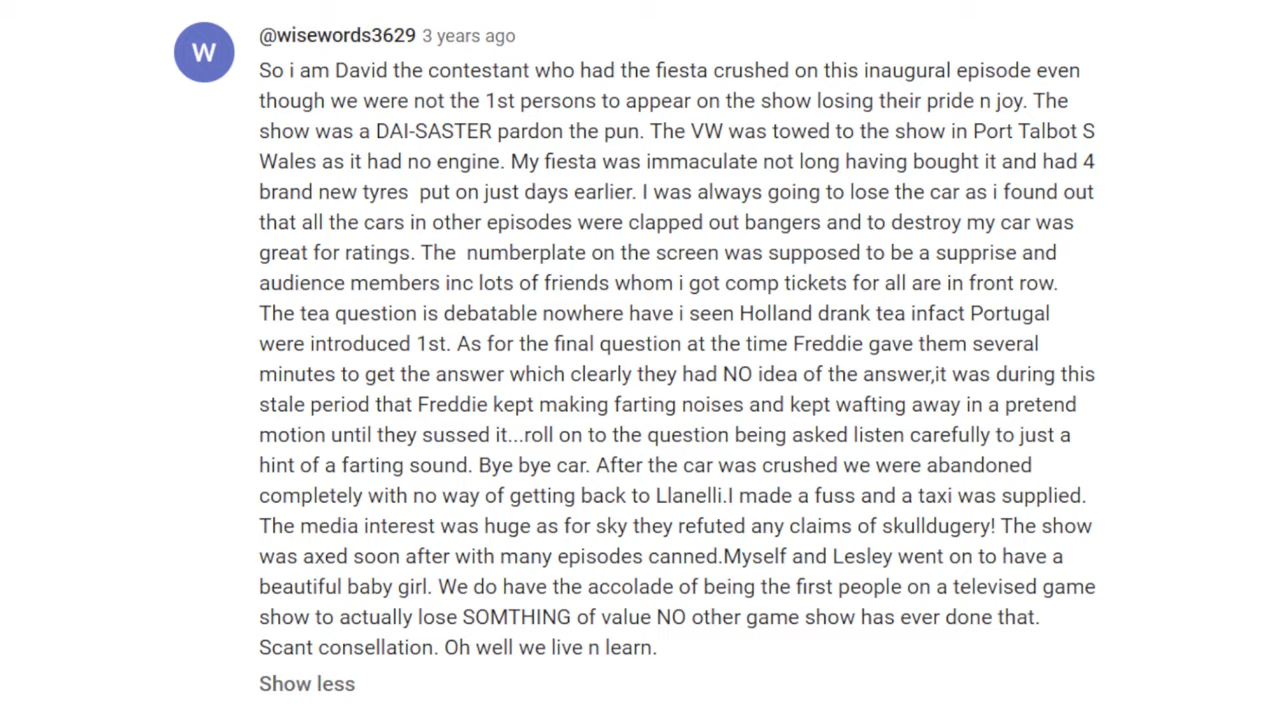 W
@wisewords3629 3 years ago
So i am David the contestant who had the fiesta crushed on this inaugural episode even
though we were not the 1st persons to appear on the show losing their pride n joy. The
show was a DAI-SASTER pardon the pun. The VW was towed to the show in Port Talbot S
Wales as it had no engine. My fiesta was immaculate not long having bought it and had 4
brand new tyres  put on just days earlier. I was always going to lose the car as i found out
that all the cars in other episodes were clapped out bangers and to destroy my car was
great for ratings. The  numberplate on the screen was supposed to be a supprise and
audience members inc lots of friends whom i got comp tickets for all are in front row.
The tea question is debatable nowhere have i seen Holland drank tea infact Portugal
were introduced 1st. As for the final question at the time Freddie gave them several
minutes to get the answer which clearly they had NO idea of the answer,it was during this
stale period that Freddie kept making farting noises and kept wafting away in a pretend
motion until they sussed it...roll on to the question being asked listen carefully to just a
hint of a farting sound. Bye bye car. After the car was crushed we were abandoned
completely with no way of getting back to Llanelli.I made a fuss and a taxi was supplied.
The media interest was huge as for sky they refuted any claims of skulldugery! The show
was axed soon after with many episodes canned.Myself and Lesley went on to have a
beautiful baby girl. We do have the accolade of being the first people on a televised game
show to actually lose SOMTHING of value NO other game show has ever done that.
Scant consellation. Oh well we live n learn.
Show less